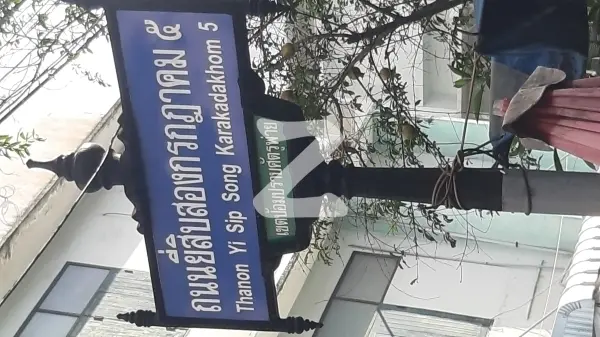 ถนนยี่สิบสองกรกฎาคม ๕
Thanon Yi Sip Song Karakadakhom 5
เขตป้อมปราบศัตรูพ่าย